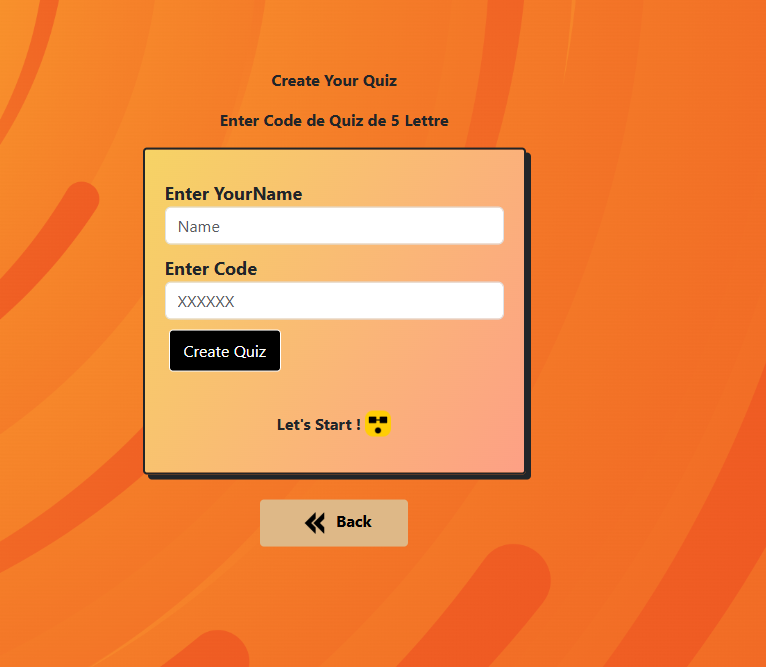 Create Your Quiz
Enter Code de Quiz de 5 Lettre
Enter YourName
Name
Enter Code
XXXXXX
Create Quiz
Let's Start !
Back